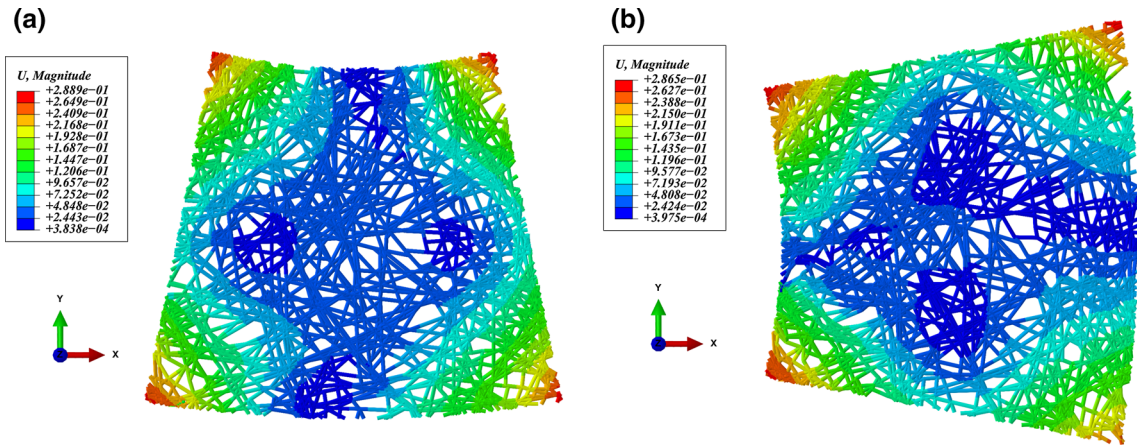 (a)
U, Magnitude
+2.889e−01
+2.649e−01
+2.409e−01
+2.168e−01
+1.928e−01
+1.687e−01
+1.447e−01
+1.206e−01
+9.657e−02
+7.252e−02
+4.848e−02
+2.443e−02
+3.838e−04
Y
Z
X
(b)
U, Magnitude
+2.865e−01
+2.627e−01
+2.388e−01
+2.150e−01
+1.911e−01
+1.673e−01
+1.435e−01
+1.196e−01
+9.577e−02
+7.193e−02
+4.808e−02
+2.424e−02
+3.975e−04
Y
Z
X